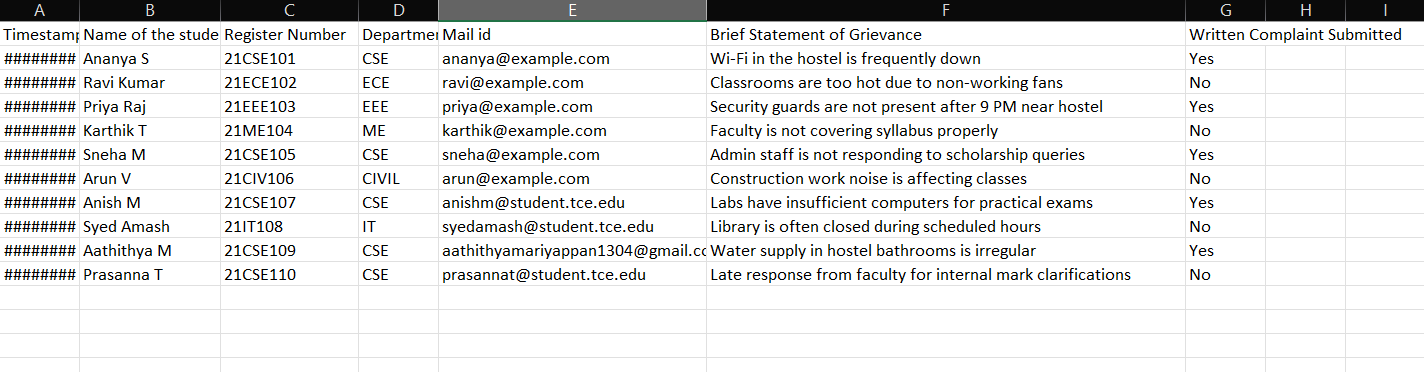 A B C D E F G H I
Timestamp Name of the stude Register Number Departmer Mail id Brief Statement of Grievance Written Complaint Submitted
######## Ananya S 21CSE101 CSE ananya@example.com Wi-Fi in the hostel is frequently down Yes
######## Ravi Kumar 21ECE102 ECE ravi@example.com Classrooms are too hot due to non-working fans No
######## Priya Raj 21EEE103 EEE priya@example.com Security guards are not present after 9 PM near hostel Yes
######## Karthik T 21ME104 ME karthik@example.com Faculty is not covering syllabus properly No
######## Sneha M 21CSE105 CSE sneha@example.com Admin staff is not responding to scholarship queries Yes
######## Arun V 21CIV106 CIVIL arun@example.com Construction work noise is affecting classes No
######## Anish M 21CSE107 CSE anishm@student.tce.edu Labs have insufficient computers for practical exams Yes
######## Syed Amash 21IT108 IT syedamash@student.tce.edu Library is often closed during scheduled hours No
######## Aathithya M 21CSE109 CSE aathithyamariyappan1304@gmail.co Water supply in hostel bathrooms is irregular Yes
######## Prasanna T 21CSE110 CSE prasannat@student.tce.edu Late response from faculty for internal mark clarifications No